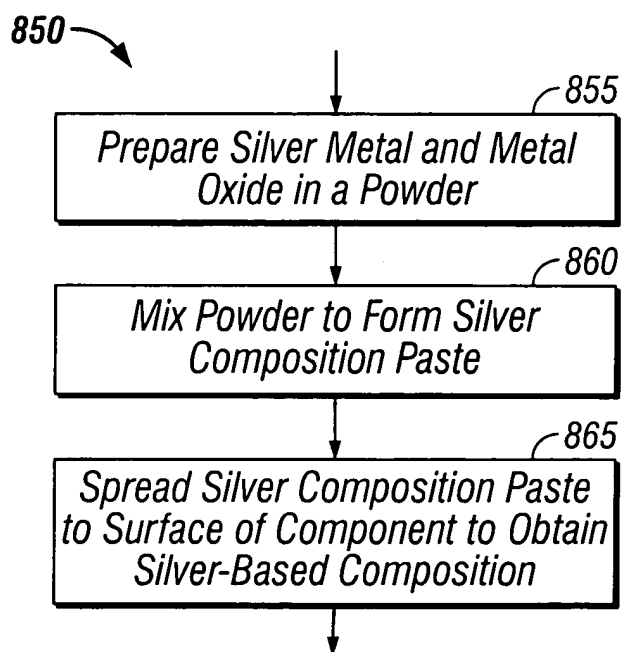 850
855
Prepare Silver Metal and Metal
Oxide in a Powder
860
Mix Powder to Form Silver
Composition Paste
865
Spread Silver Composition Paste
to Surface of Component to Obtain
Silver-Based Composition